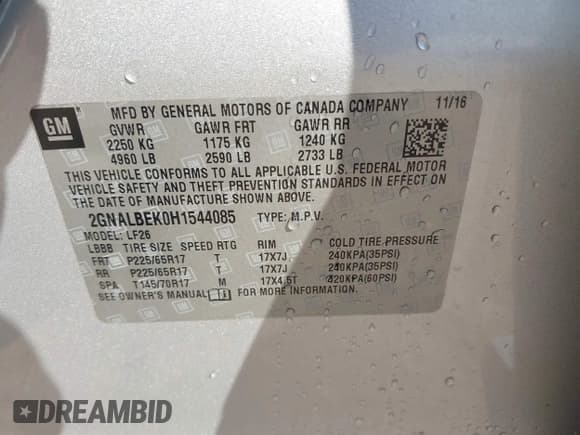 GM
MFD BY GENERAL MOTORS OF CANADA COMPANY 11/16
GVWR GAWR FRT GAWR RR
2250 KG 1175 KG 1240 KG
4960 LB 2590 LB 2733 LB
THIS VEHICLE CONFORMS TO ALL APPLICABLE U.S. FEDERAL MOTOR
VEHICLE SAFETY AND THEFT PREVENTION STANDARDS IN EFFECT ON
THE DATE OF MANUFACTURE SHOWN ABOVE.
2GNALBEK0H1544085 TYPE: M.P.V.
MODEL: LF26
LBBB TIRE SIZE SPEED RTG RIM COLD TIRE PRESSURE
FRT P225/65R17 T 17X7J 240KPA(35PSI)
RR P225/65R17 T 17X7J 240KPA(35PSI)
SPA T145/70R17 M 17X4.5T 420KPA(60PSI)
SEE OWNER'S MANUAL FOR MORE INFORMATION.
DREAMBID